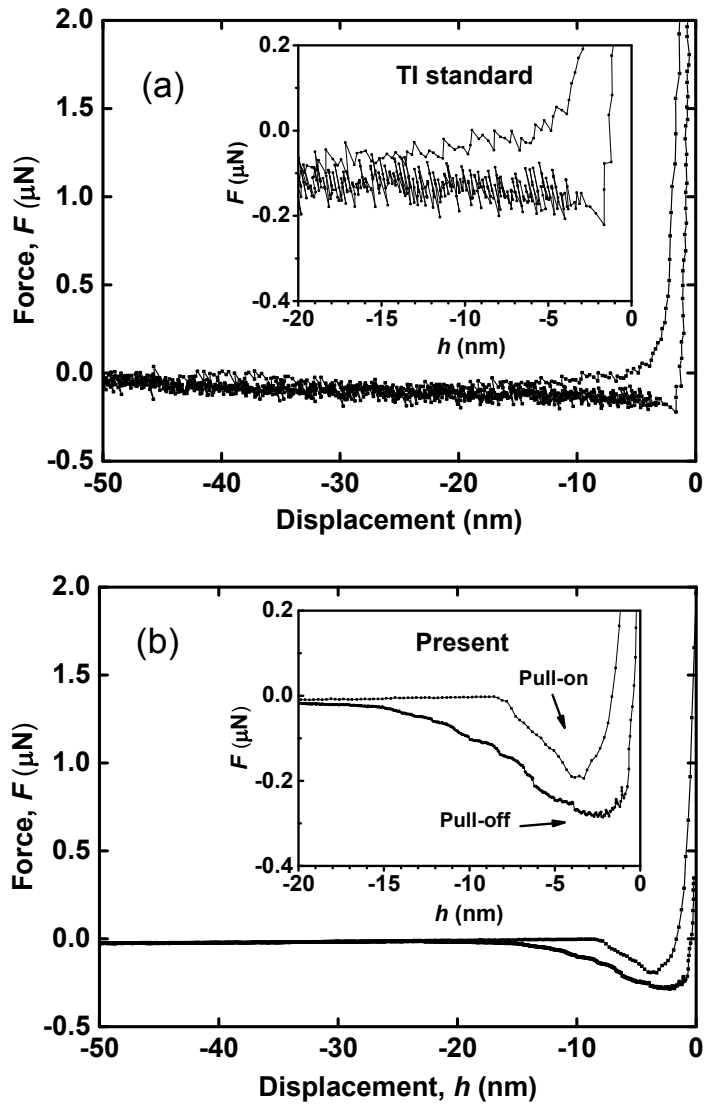 2.0
1.5
1.0
0.5
0.0
-0.5
Force, F (μN)
(a)
0.2
0.0
-0.2
-0.4
F (μN)
TI standard
-20 -15 -10 -5 0
h (nm)
-50 -40 -30 -20 -10 0
Displacement (nm)
2.0
1.5
1.0
0.5
0.0
-0.5
Force, F (μN)
(b)
0.2
0.0
-0.2
-0.4
F (μN)
Present
Pull-on
Pull-off
-20 -15 -10 -5 0
h (nm)
-50 -40 -30 -20 -10 0
Displacement, h (nm)